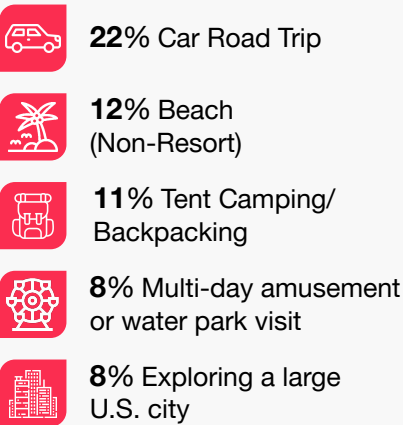 22% Car Road Trip
12% Beach
(Non-Resort)
11% Tent Camping/
Backpacking
8% Multi-day amusement
or water park visit
8% Exploring a large
U.S. city